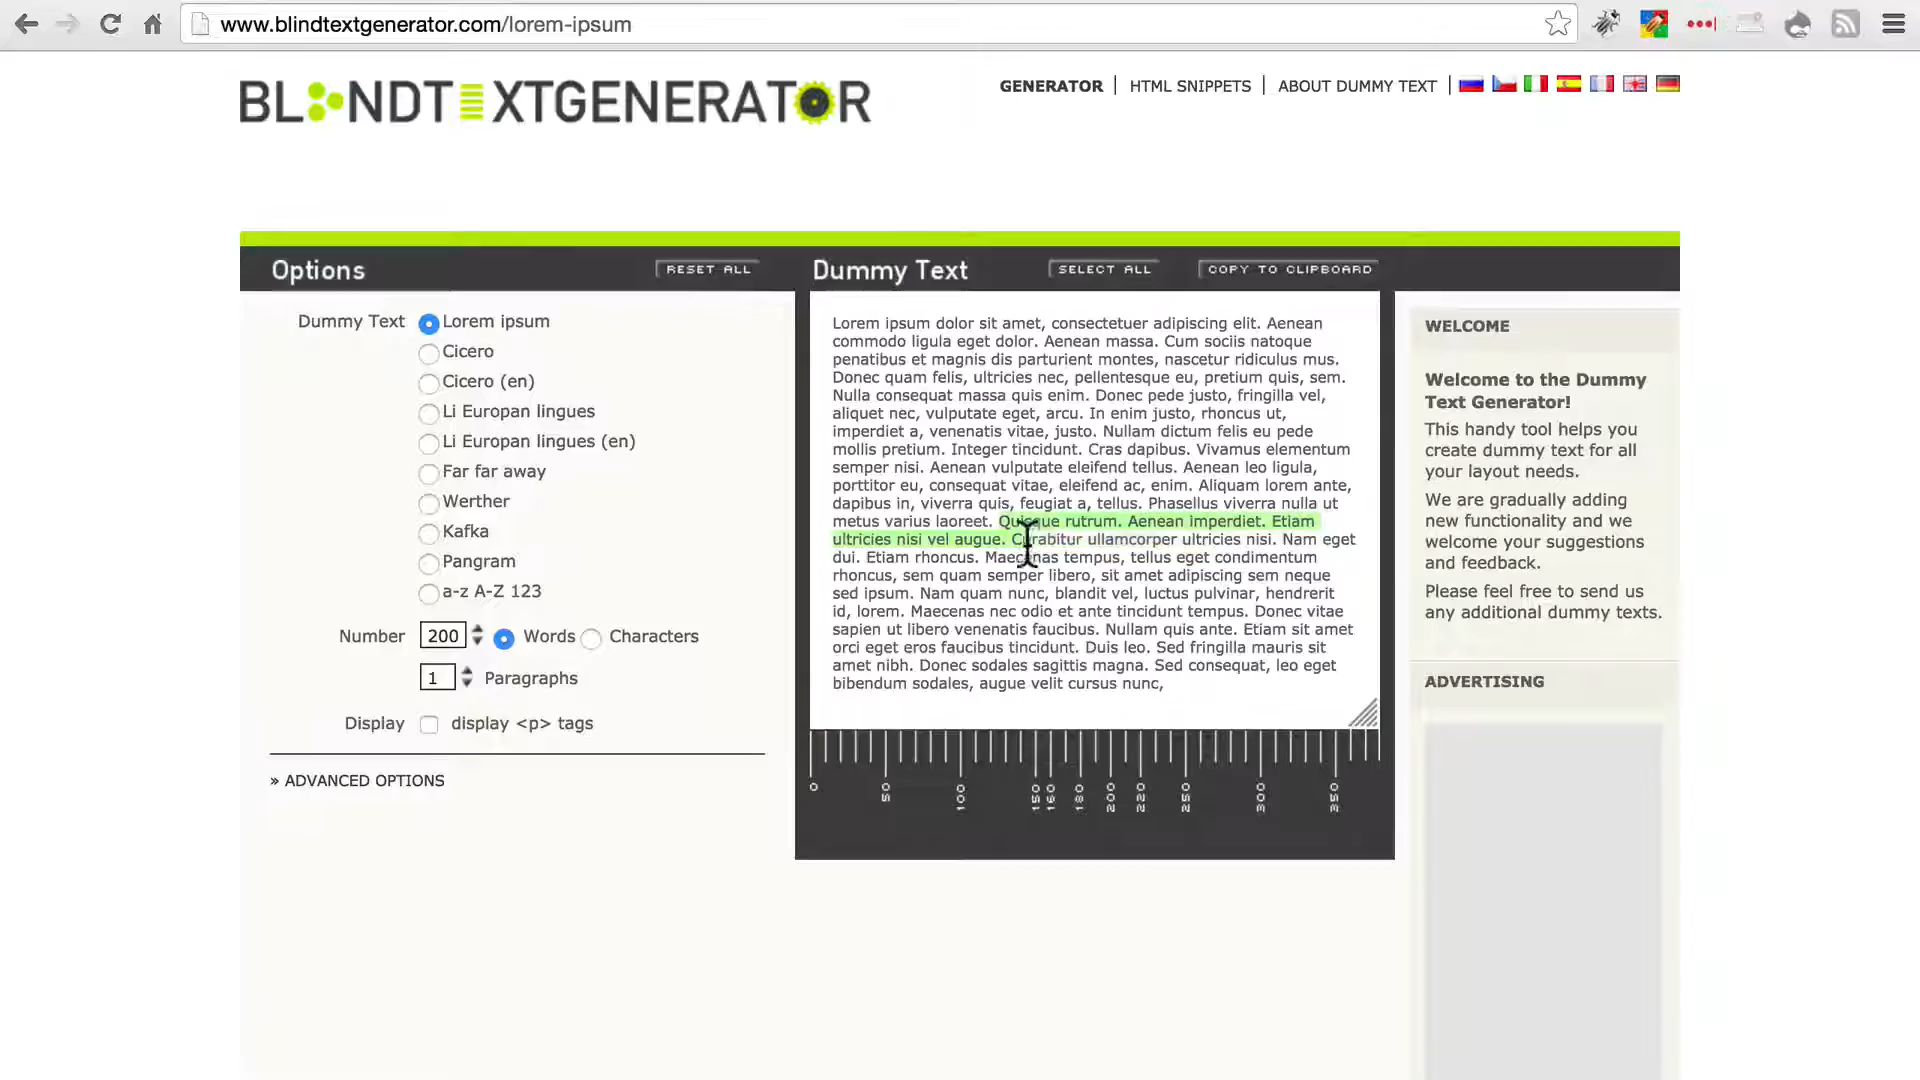 www.blindtextgenerator.com/lorem-ipsum
BLINDTEXTGENERATOR
GENERATOR | HTML SNIPPETS | ABOUT DUMMY TEXT |
Options
RESET ALL
Dummy Text
SELECT ALL
COPY TO CLIPBOARD
Dummy Text
Lorem ipsum
Cicero
Cicero (en)
Li Europan lingues
Li Europan lingues (en)
Far far away
Werther
Kafka
Pangram
a-z A-Z 123
Number 200 Words Characters
1 Paragraphs
Display display <p> tags
» ADVANCED OPTIONS
Lorem ipsum dolor sit amet, consectetuer adipiscing elit. Aenean
commodo ligula eget dolor. Aenean massa. Cum sociis natoque
penatibus et magnis dis parturient montes, nascetur ridiculus mus.
Donec quam felis, ultricies nec, pellentesque eu, pretium quis, sem.
Nulla consequat massa quis enim. Donec pede justo, fringilla vel,
aliquet nec, vulputate eget, arcu. In enim justo, rhoncus ut,
imperdiet a, venenatis vitae, justo. Nullam dictum felis eu pede
mollis pretium. Integer tincidunt. Cras dapibus. Vivamus elementum
semper nisi. Aenean vulputate eleifend tellus. Aenean leo ligula,
porttitor eu, consequat vitae, eleifend ac, enim. Aliquam lorem ante,
dapibus in, viverra quis, feugiat a, tellus. Phasellus viverra nulla ut
metus varius laoreet. Quisque rutrum. Aenean imperdiet. Etiam
ultricies nisi vel augue. Curabitur ullamcorper ultricies nisi. Nam eget
dui. Etiam rhoncus. Maecenas tempus, tellus eget condimentum
rhoncus, sem quam semper libero, sit amet adipiscing sem neque
sed ipsum. Nam quam nunc, blandit vel, luctus pulvinar, hendrerit
id, lorem. Maecenas nec odio et ante tincidunt tempus. Donec vitae
sapien ut libero venenatis faucibus. Nullam quis ante. Etiam sit amet
orci eget eros faucibus tincidunt. Duis leo. Sed fringilla mauris sit
amet nibh. Donec sodales sagittis magna. Sed consequat, leo eget
bibendum sodales, augue velit cursus nunc,
0 50 100 150 160 180 200 220 250 300 350
WELCOME
Welcome to the Dummy
Text Generator!
This handy tool helps you
create dummy text for all
your layout needs.
We are gradually adding
new functionality and we
welcome your suggestions
and feedback.
Please feel free to send us
any additional dummy texts.
ADVERTISING